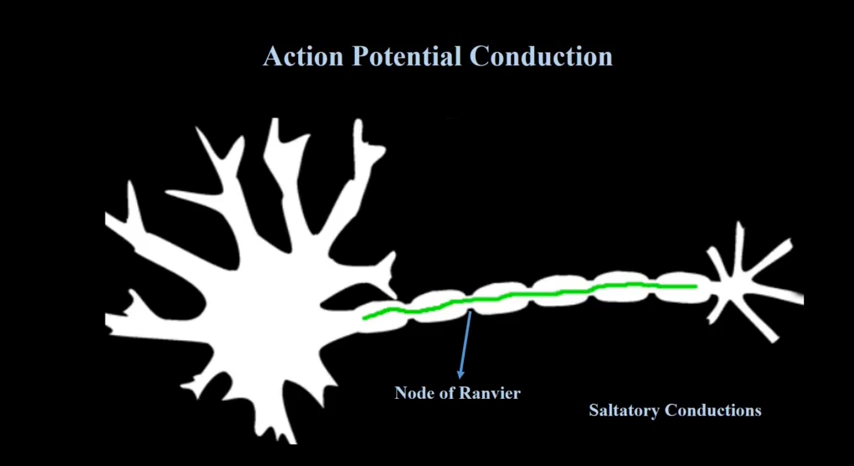 Action Potential Conduction
Node of Ranvier
Saltatory Conductions